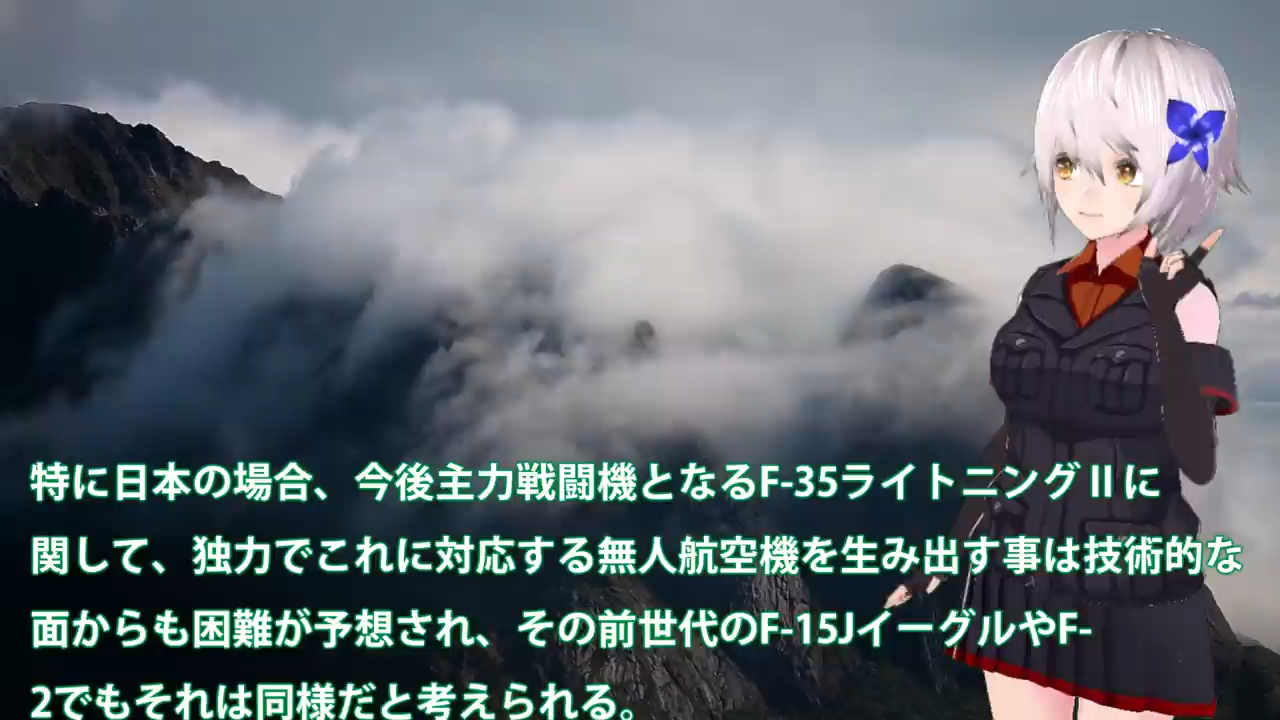 特に日本の場合、今後主力戦闘機となるF-35ライトニングⅡに
関して、独力でこれに対応する無人航空機を生み出す事は技術的な
面からも困難が予想され、その前世代のF-15JイーグルやF-
2でもそれは同様だと考えられる。